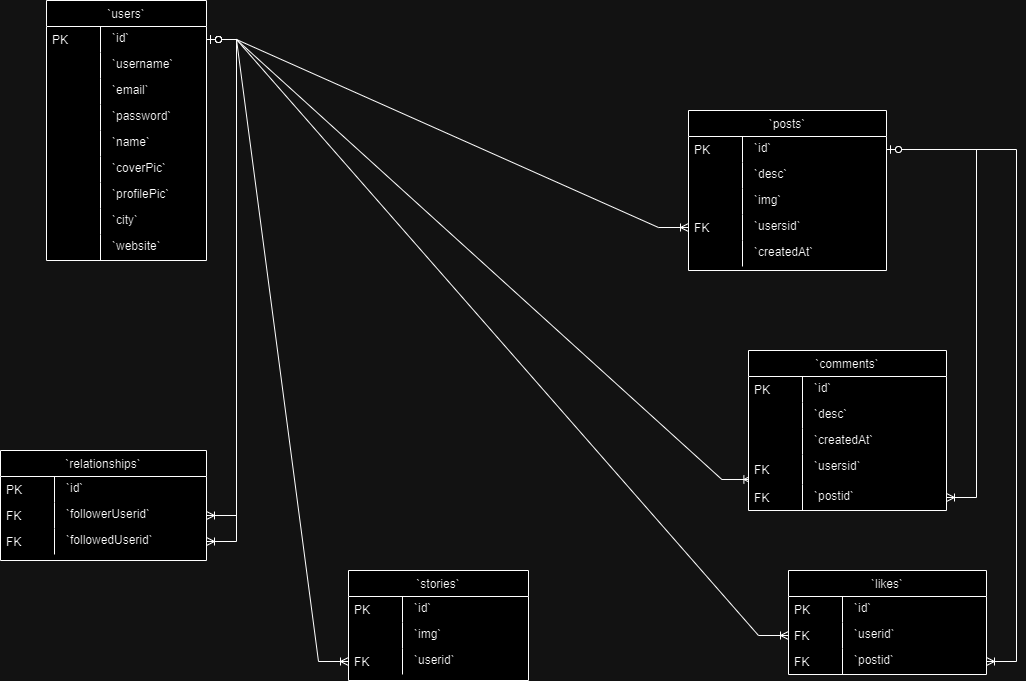 `users`
PK `id`
`username`
`email`
`password`
`name`
`coverPic`
`profilePic`
`city`
`website`
`posts`
PK `id`
`desc`
`img`
FK `usersid`
`createdAt`
`comments`
PK `id`
`desc`
`createdAt`
FK `usersid`
FK `postid`
`relationships`
PK `id`
FK `followerUserid`
FK `followedUserid`
`stories`
PK `id`
`img`
FK `userid`
`likes`
PK `id`
FK `userid`
FK `postid`